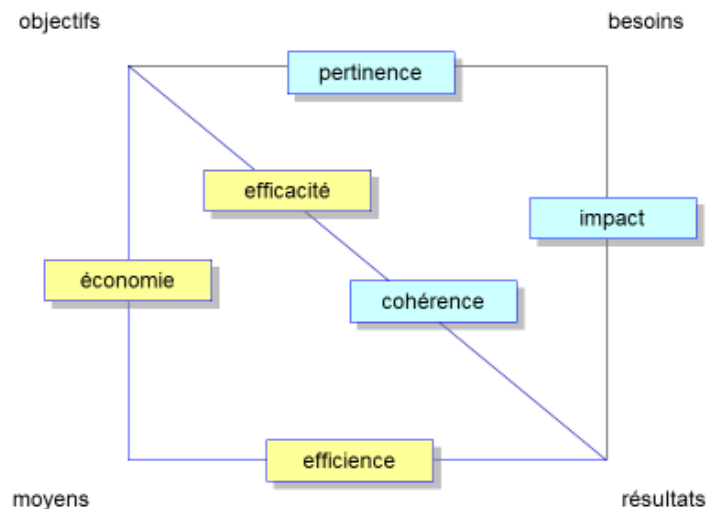 objectifs
besoins
pertinence
efficacité
impact
économie
cohérence
efficience
moyens
résultats